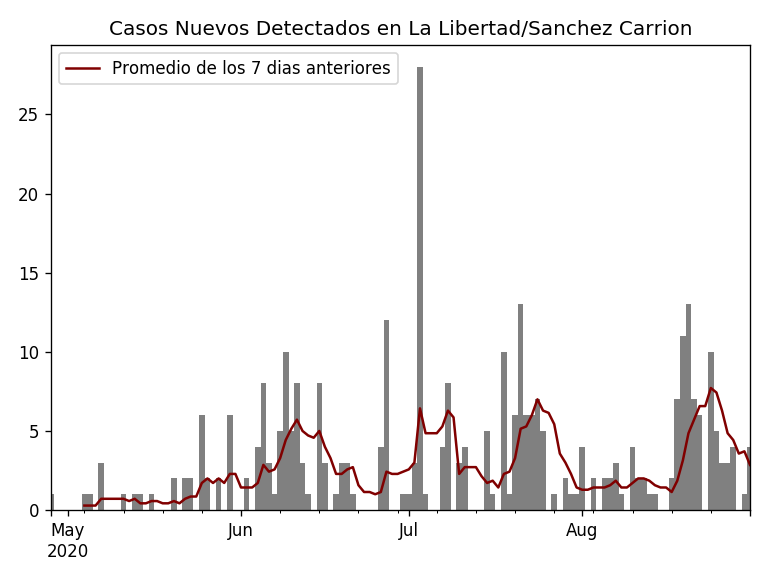 Casos Nuevos Detectados en La Libertad/Sanchez Carrion
Promedio de los 7 dias anteriores
25
20
15
10
5
0
May Jun Jul Aug
2020